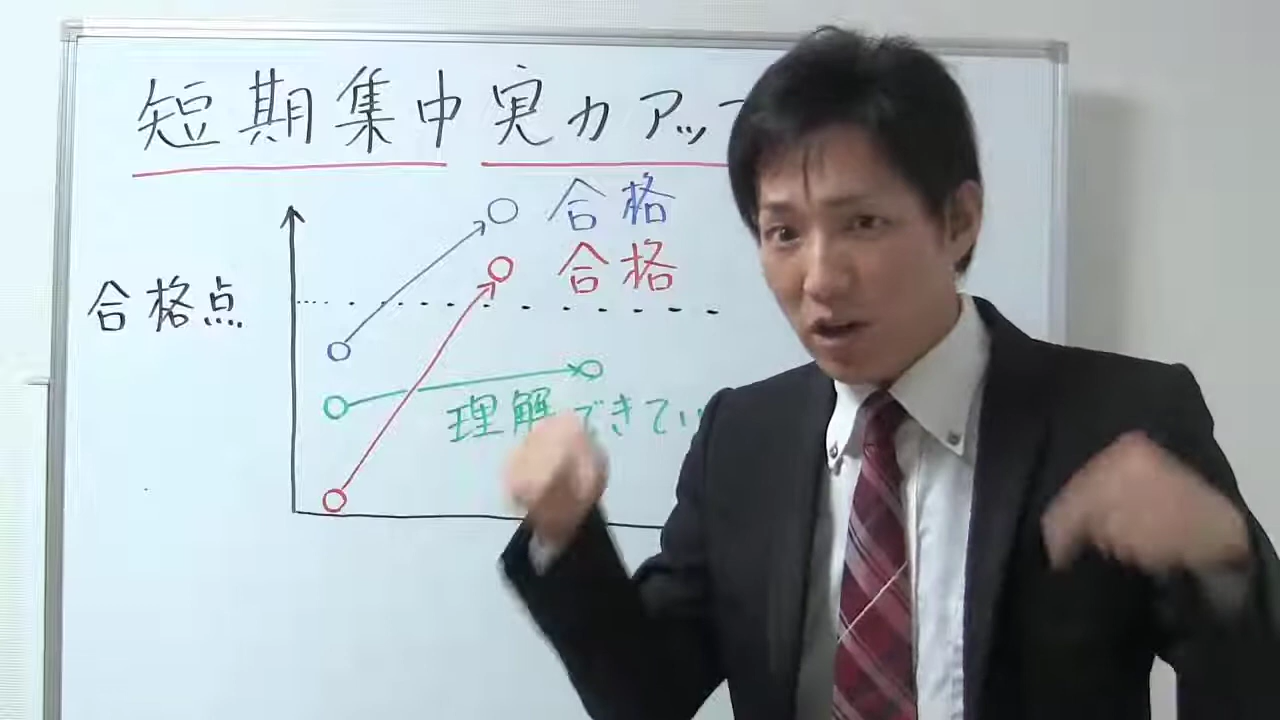 短期集中実力アッ
合格
合格
合格点
理解できてい